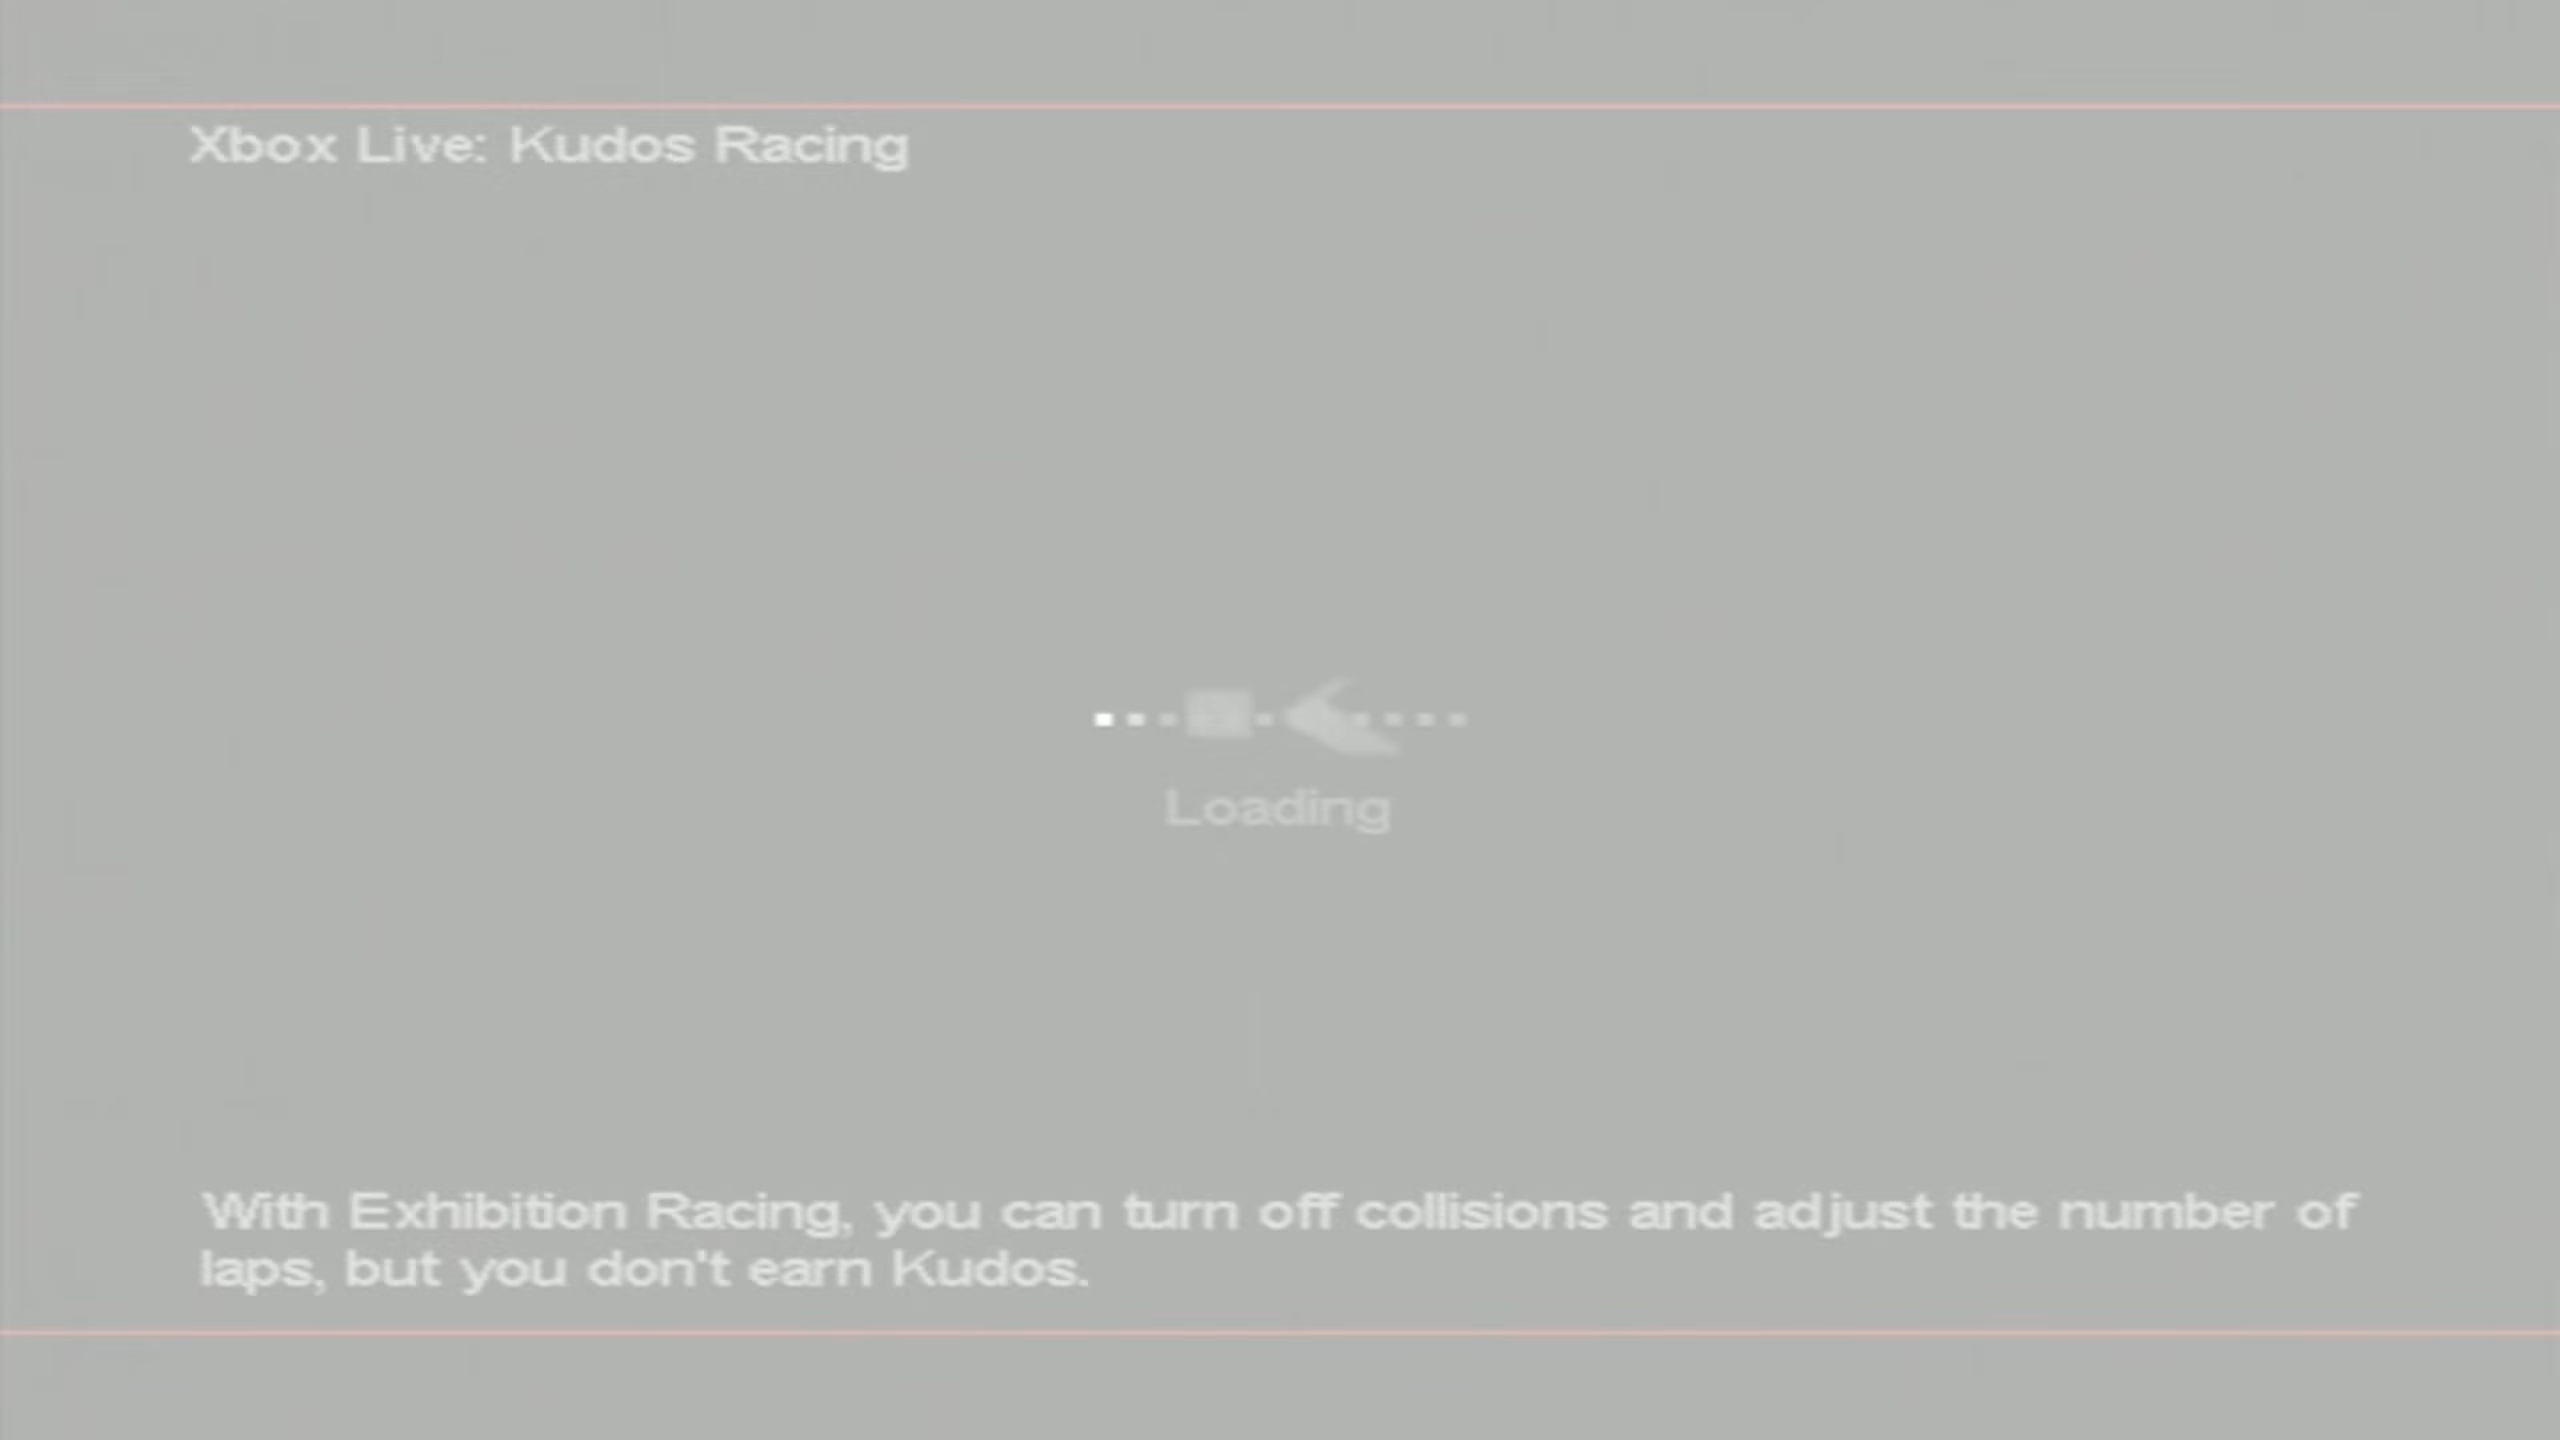 Xbox Live: Kudos Racing
Loading
With Exhibition Racing, you can turn off collisions and adjust the number of
laps, but you don't earn Kudos.